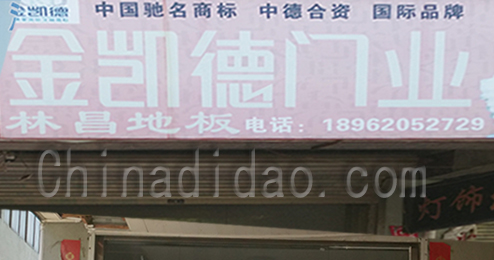 凯德 中国驰名商标 中德合资 国际品牌
金凯德门业
林昌地板 电话：18962052729
Chinadidao.com
灯饰